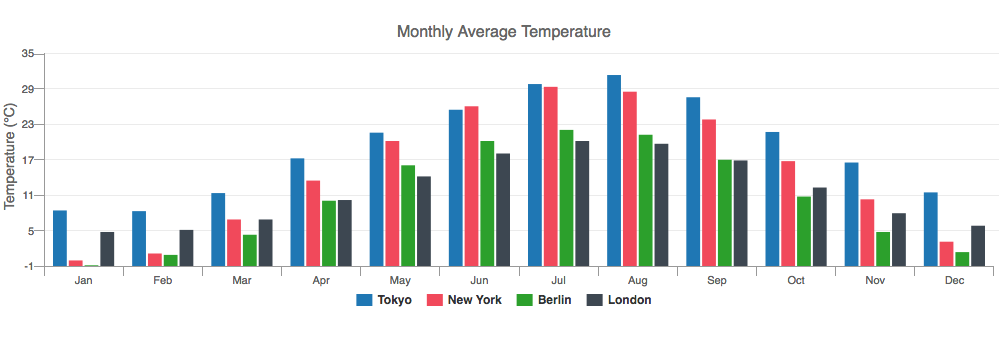 Monthly Average Temperature
Temperature (°C)
35
29
23
17
11
5
-1
Jan Feb Mar Apr May Jun Jul Aug Sep Oct Nov Dec
Tokyo New York Berlin London